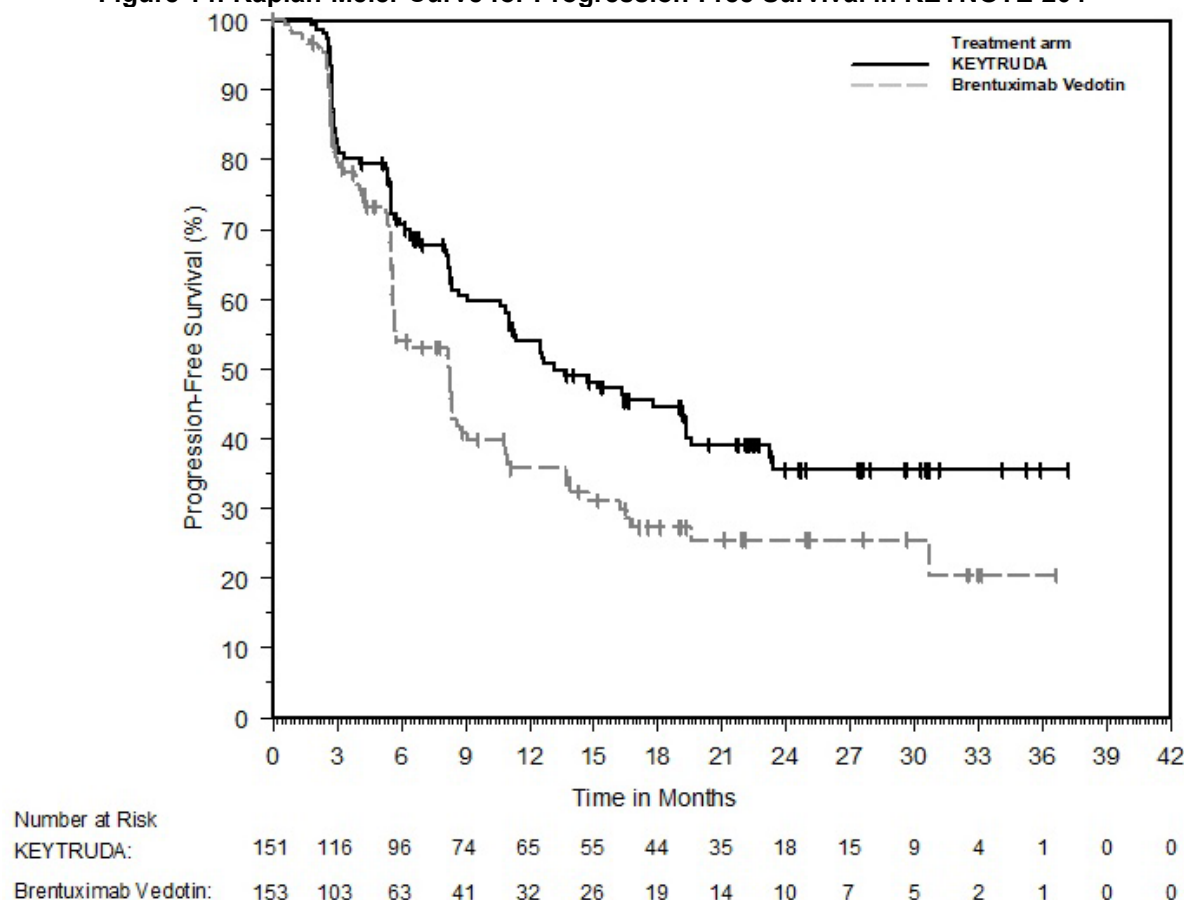 Figure Kaplan-Meier Curve for Progression-Free Survival in KEYNOTE-204
Treatment arm
KEYTRUDA
Brentuximab Vedotin
Progression-Free Survival (%)
100
90
80
70
60
50
40
30
20
10
0
0 3 6 9 12 15 18 21 24 27 30 33 36 39 42
Time in Months
Number at Risk
KEYTRUDA: 151 116 96 74 65 55 44 35 18 15 9 4 1 0 0
Brentuximab Vedotin: 153 103 63 41 32 26 19 14 10 7 5 2 1 0 0